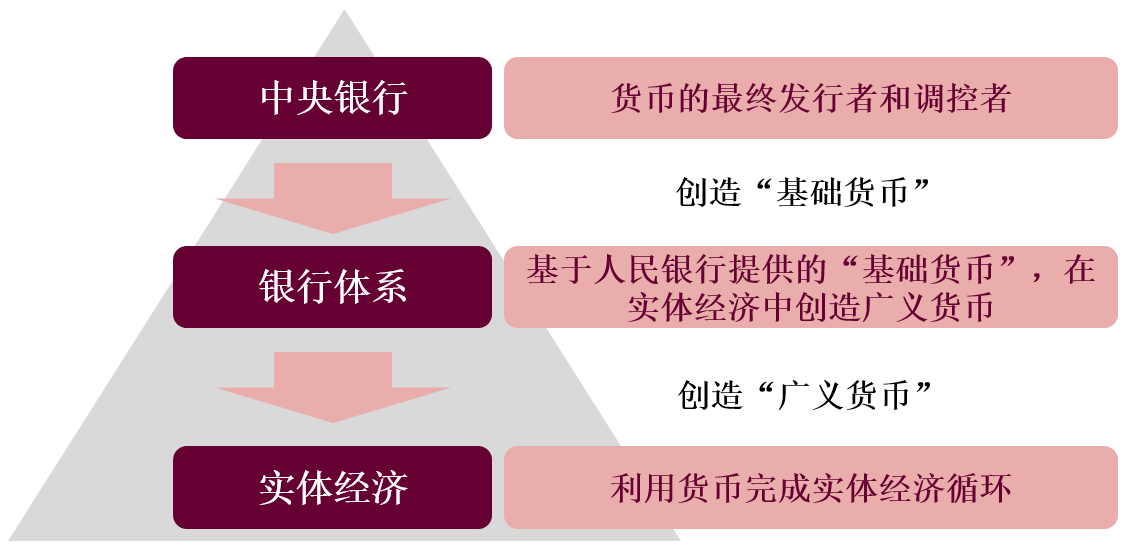 中央银行
货币的最终发行者和调控者
创造“基础货币”
银行体系
基于人民银行提供的“基础货币”，在
实体经济中创造广义货币
创造“广义货币”
实体经济
利用货币完成实体经济循环